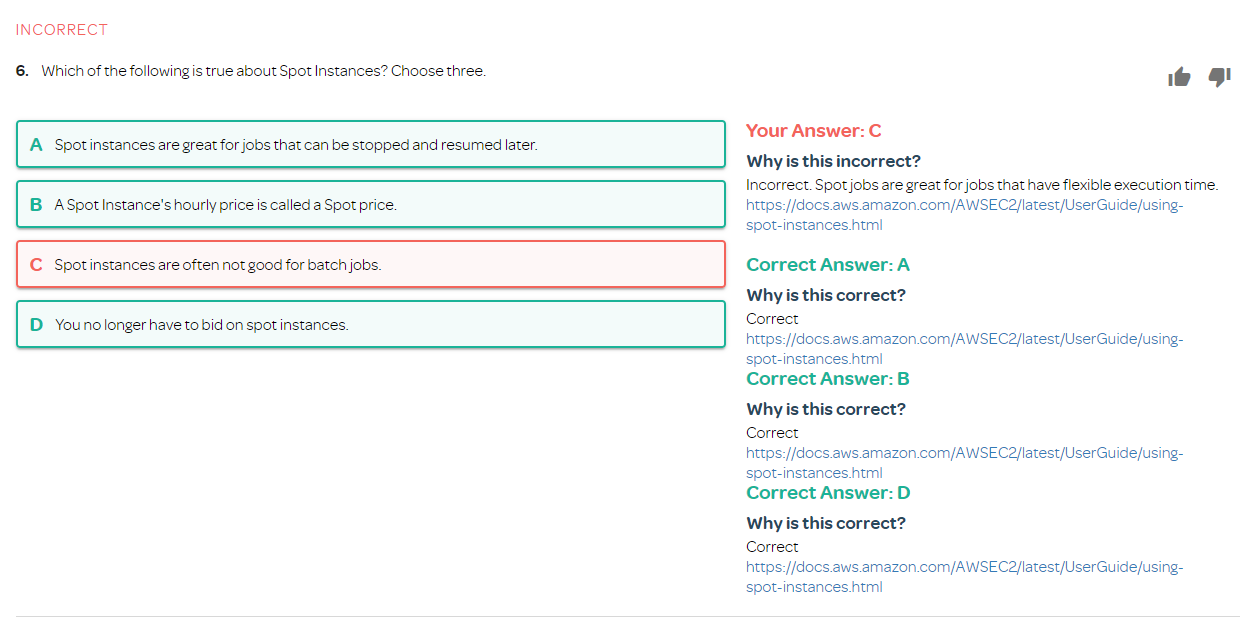 INCORRECT
6. Which of the following is true about Spot Instances? Choose three.
A Spot instances are great for jobs that can be stopped and resumed later.
B A Spot Instance's hourly price is called a Spot price.
C Spot instances are often not good for batch jobs.
D You no longer have to bid on spot instances.
Your Answer: C
Why is this incorrect?
Incorrect. Spot jobs are great for jobs that have flexible execution time.
https://docs.aws.amazon.com/AWSEC2/latest/UserGuide/using-
spot-instances.html
Correct Answer: A
Why is this correct?
Correct
https://docs.aws.amazon.com/AWSEC2/latest/UserGuide/using-
spot-instances.html
Correct Answer: B
Why is this correct?
Correct
https://docs.aws.amazon.com/AWSEC2/latest/UserGuide/using-
spot-instances.html
Correct Answer: D
Why is this correct?
Correct
https://docs.aws.amazon.com/AWSEC2/latest/UserGuide/using-
spot-instances.html